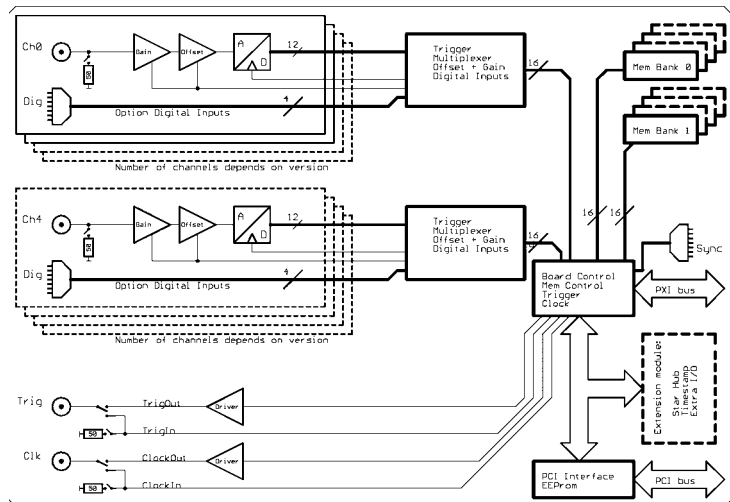 Ch0
50
Gain
Offset
A
D
12
Trigger
Multiplexer
Offset + Gain
Digital Inputs
16
Mem Bank 0
Mem Bank 1
Dig
4
Option Digital Inputs
Number of channels depends on version
Ch4
50
Gain
Offset
A
D
12
Trigger
Multiplexer
Offset + Gain
Digital Inputs
16
16
16
Sync
Dig
4
Option Digital Inputs
Number of channels depends on version
Board Control
Mem Control
Trigger
Clock
PXI bus
Extension module:
Star Hub
Timestamp
Extra I/O
Trig
TrigOut
Driver
50
TrigIn
Clk
ClockOut
Driver
50
ClockIn
PCI Interface
EEProm
PCI bus